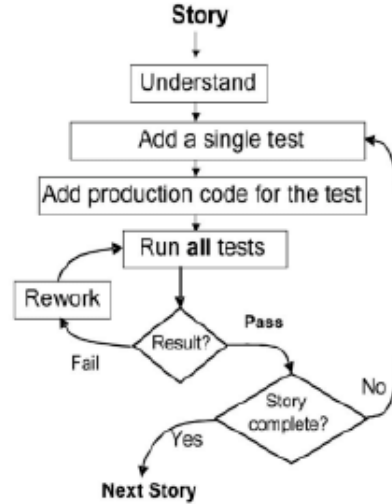 Story
Understand
Add a single test
Add production code for the test
Run all tests
Rework
Result?
Pass
Fail
No
Story
complete?
Yes
Next Story